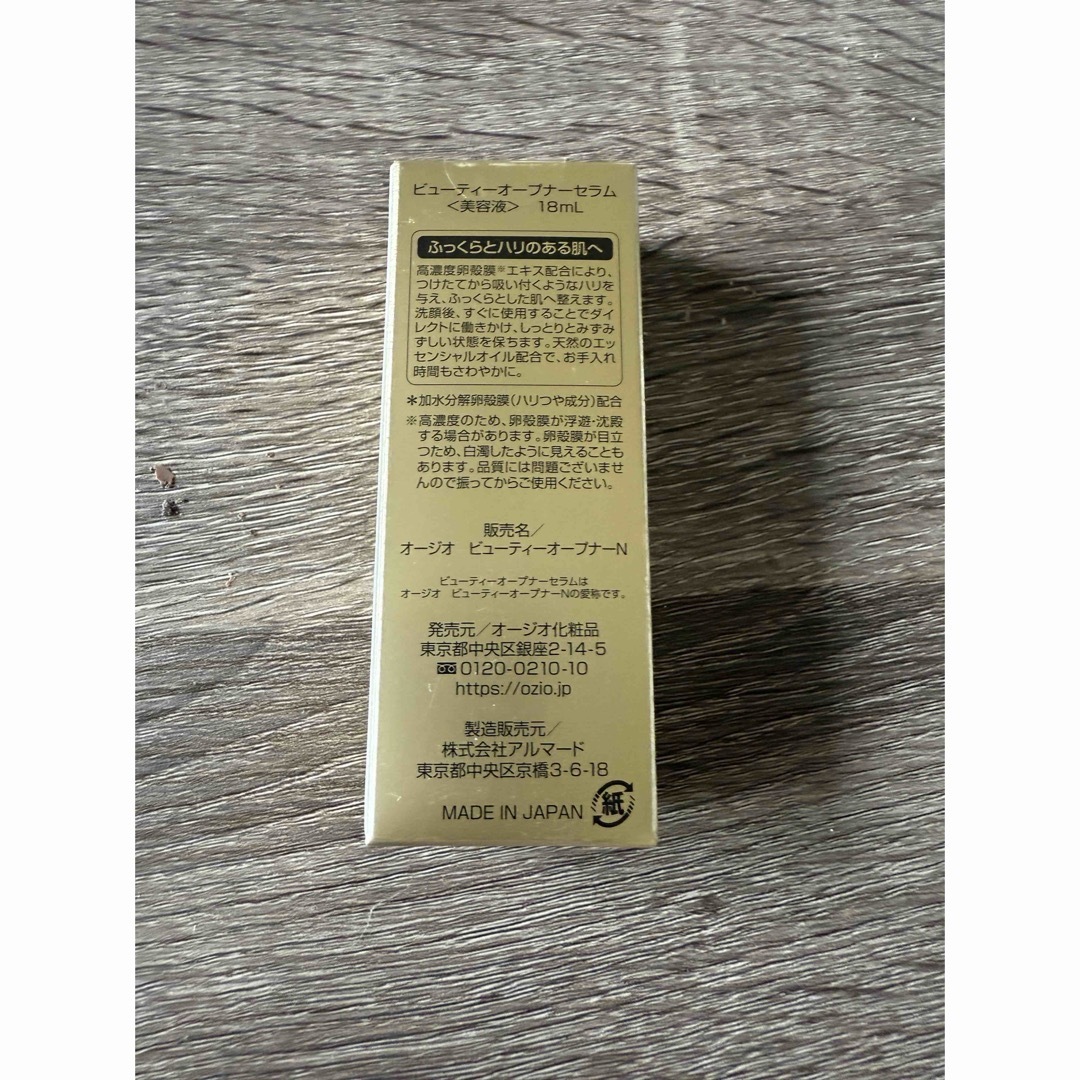 ビューティーオープナーセラム
＜美容液＞　18mL
ふっくらとハリのある肌へ
高濃度卵殻膜※エキス配合により、
つけたてから吸い付くようなハリを
与え、ふっくらとした肌へ整えます。
洗顔後、すぐに使用することでダイ
レクトに働きかけ、しっとりとみずみ
ずしい状態を保ちます。天然のエッ
センシャルオイル配合で、お手入れ
時間もさわやかに。
＊加水分解卵殻膜(ハリつや成分)配合
※高濃度のため、卵殻膜が浮遊・沈殿
する場合があります。卵殻膜が目立
つため、白濁したように見えることも
あります。品質には問題ございませ
んので振ってからご使用ください。
販売名／
オージオ　ビューティーオープナーN
ビューティーオープナーセラムは
オージオ　ビューティーオープナーNの愛称です。
発売元／オージオ化粧品
東京都中央区銀座2-14-5
0120-0210-10
https://ozio.jp
製造販売元／
株式会社アルマード
東京都中央区京橋3-6-18
MADE IN JAPAN 紙